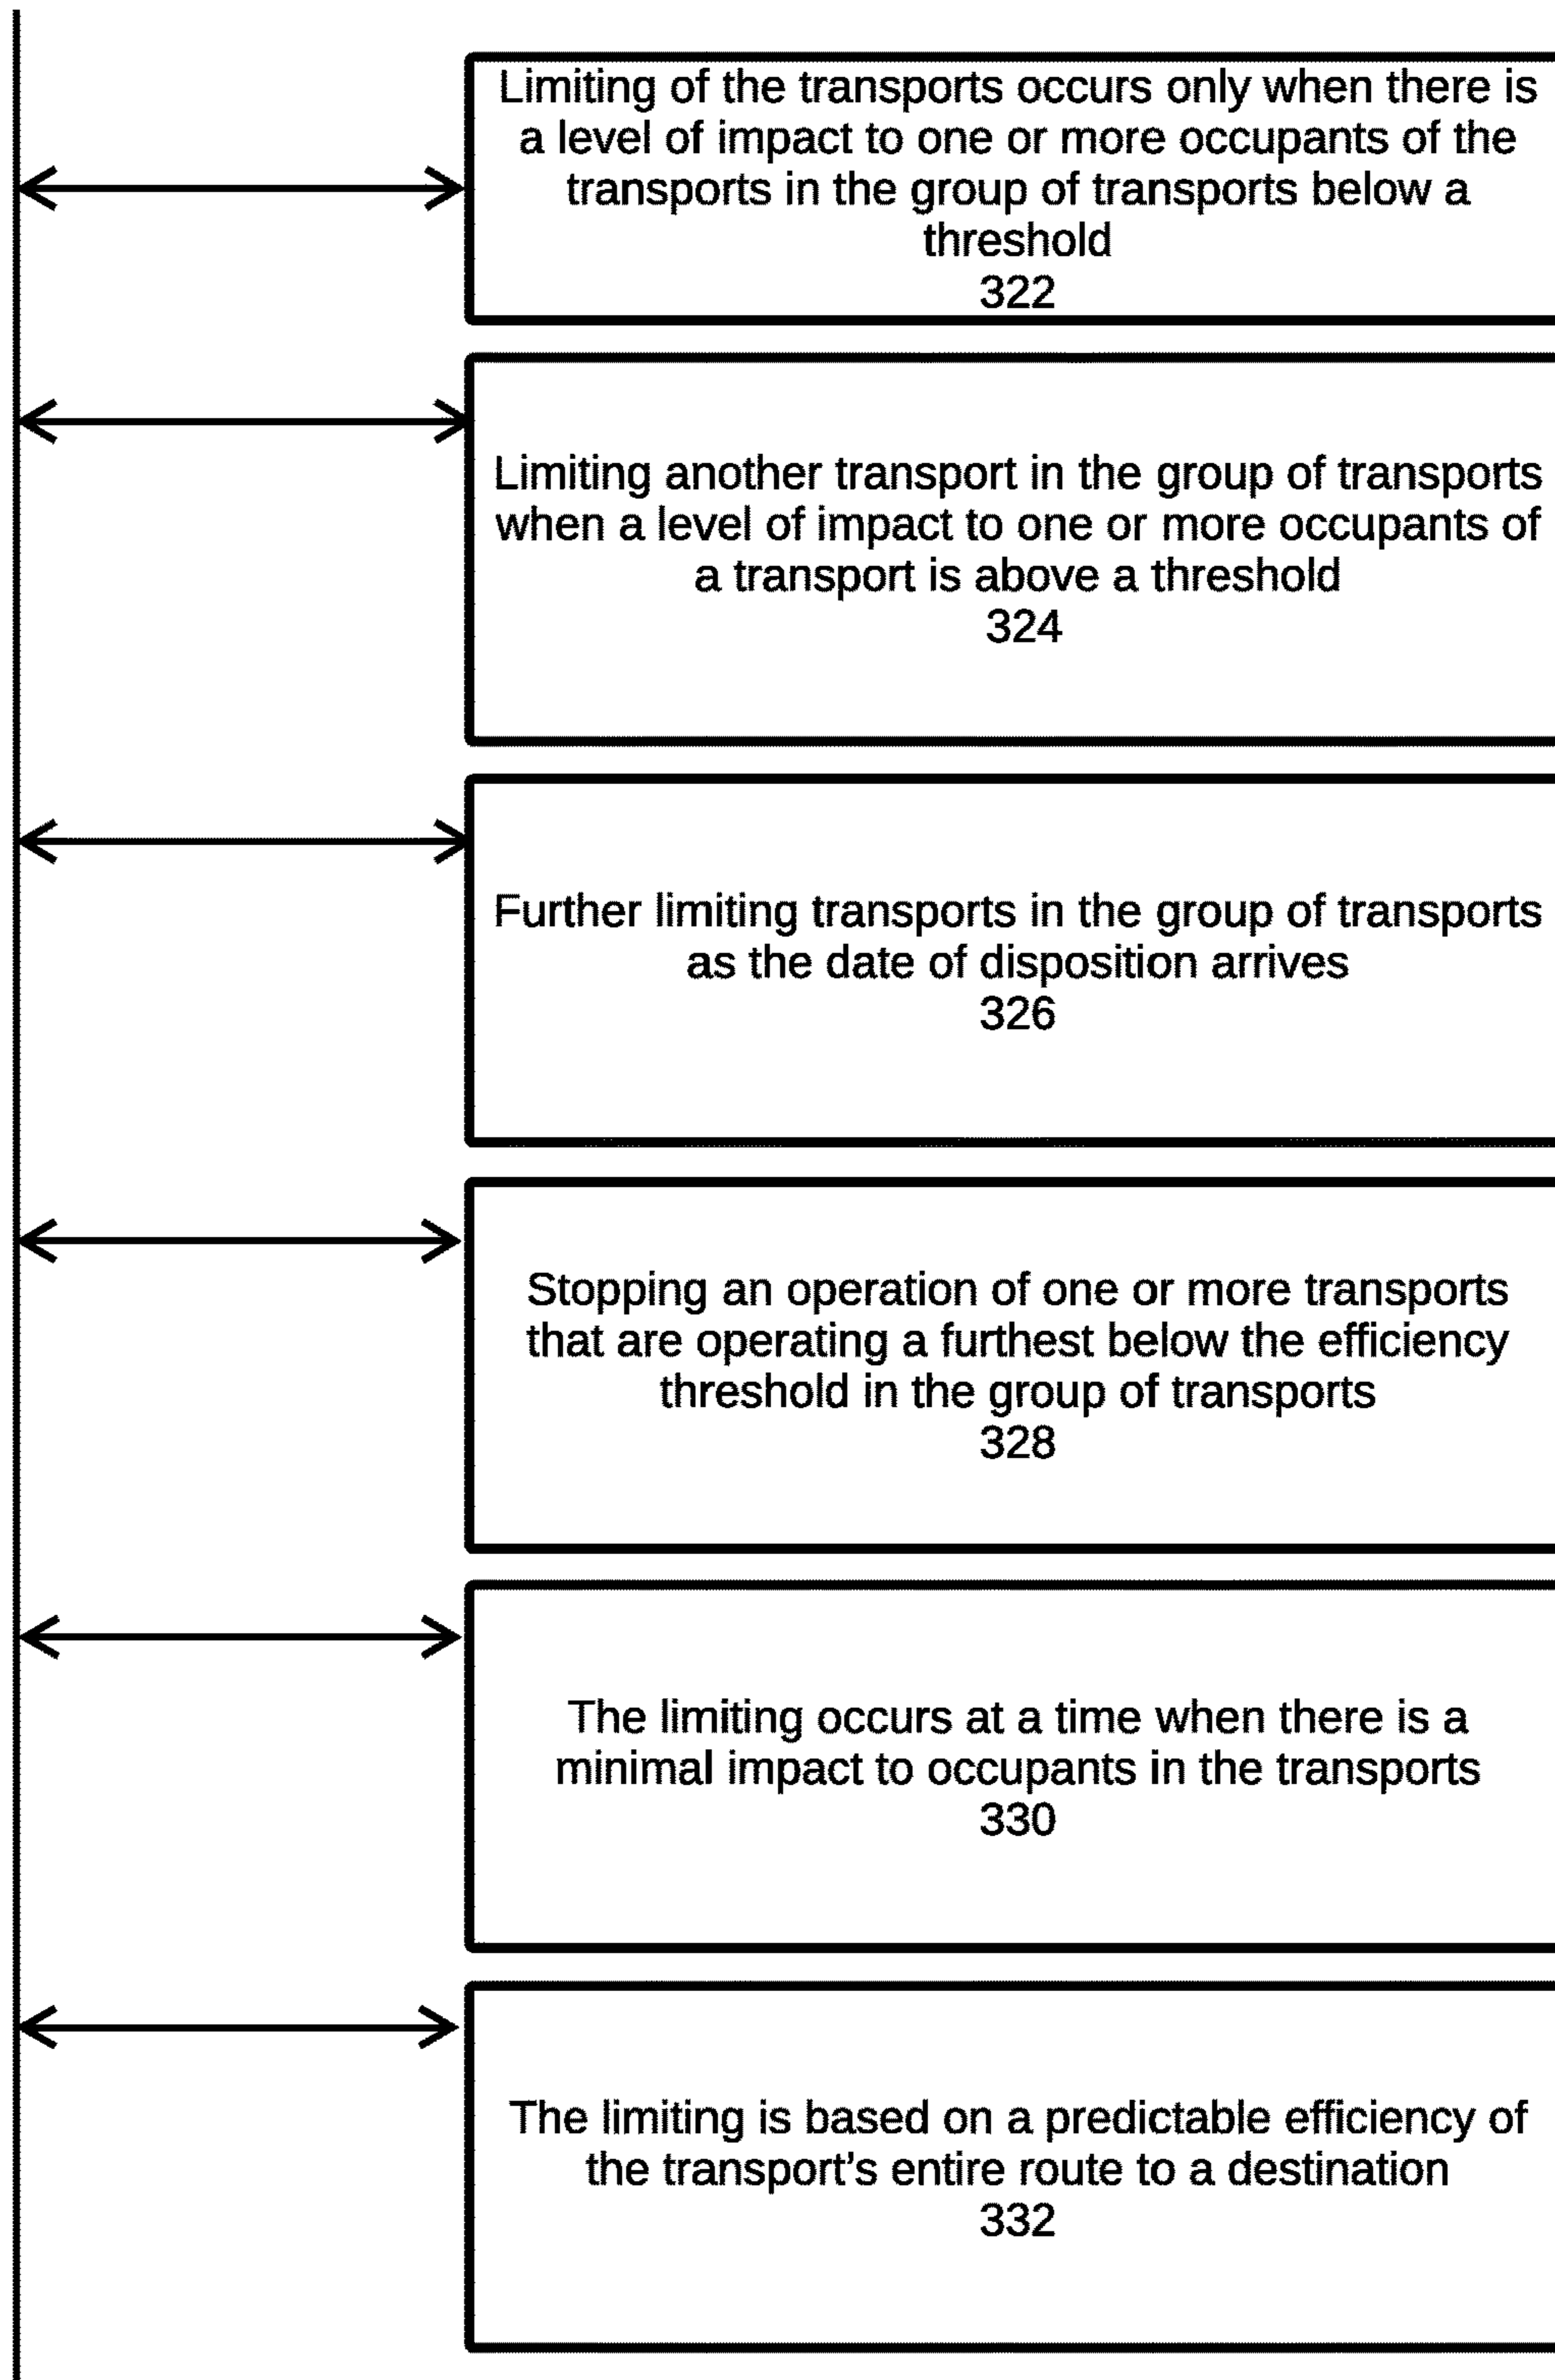 Limiting of the transports occurs only when there is
a level of impact to one or more occupants of the
transports in the group of transports below a
threshold
322
Limiting another transport in the group of transports
when a level of impact to one or more occupants of
a transport is above a threshold
324
Further limiting transports in the group of transports
as the date of disposition arrives
326
Stopping an operation of one or more transports
that are operating a furthest below the efficiency
threshold in the group of transports
328
The limiting occurs at a time when there is a
minimal impact to occupants in the transports
330
The limiting is based on a predictable efficiency of
the transport’s entire route to a destination
332